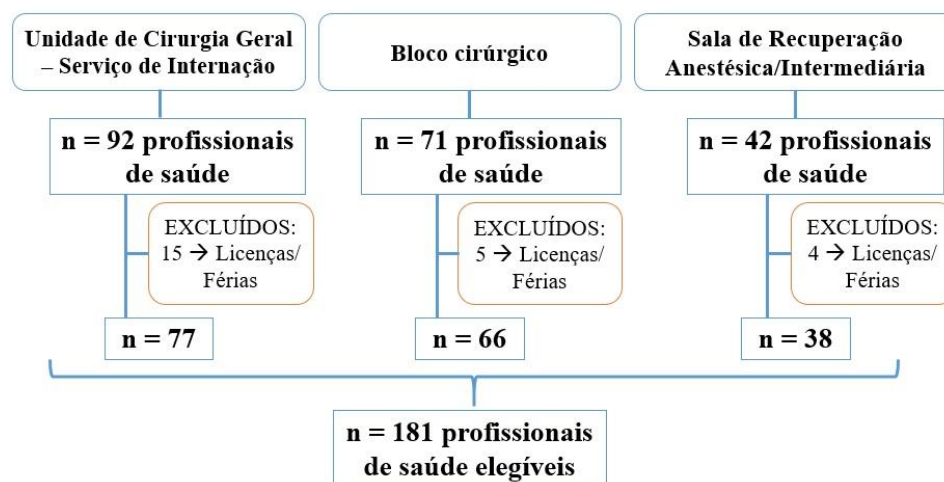 Unidade de Cirurgia Geral
– Serviço de Internação
Bloco cirúrgico
Sala de Recuperação
Anestésica/Intermediária
n = 92 profissionais
de saúde
n = 71 profissionais
de saúde
n = 42 profissionais
de saúde
EXCLUÍDOS:
15 → Licenças/
Férias
EXCLUÍDOS:
5 → Licenças/
Férias
EXCLUÍDOS:
4 → Licenças/
Férias
n = 77
n = 66
n = 38
n = 181 profissionais
de saúde elegíveis